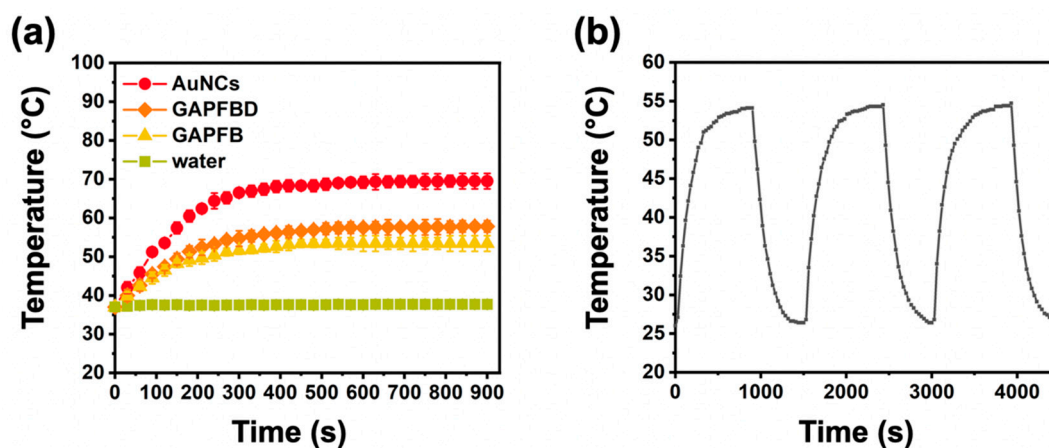 (a)
Temperature (°C)
100
90
80
70
60
50
40
30
20
AuNCs
GAPFBD
GAPFB
water
0 100 200 300 400 500 600 700 800 900
Time (s)
(b)
Temperature (°C)
60
55
50
45
40
35
30
25
20
0 1000 2000 3000 4000
Time (s)